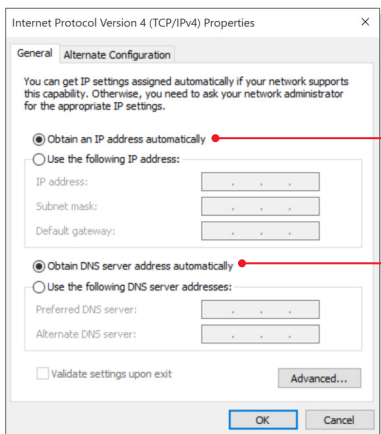 Internet Protocol Version 4 (TCP/IPv4) Properties
General Alternate Configuration
You can get IP settings assigned automatically if your network supports
this capability. Otherwise, you need to ask your network administrator
for the appropriate IP settings.
Obtain an IP address automatically
Use the following IP address:
IP address:
Subnet mask:
Default gateway:
Obtain DNS server address automatically
Use the following DNS server addresses:
Preferred DNS server:
Alternate DNS server:
Validate settings upon exit
Advanced...
OK Cancel